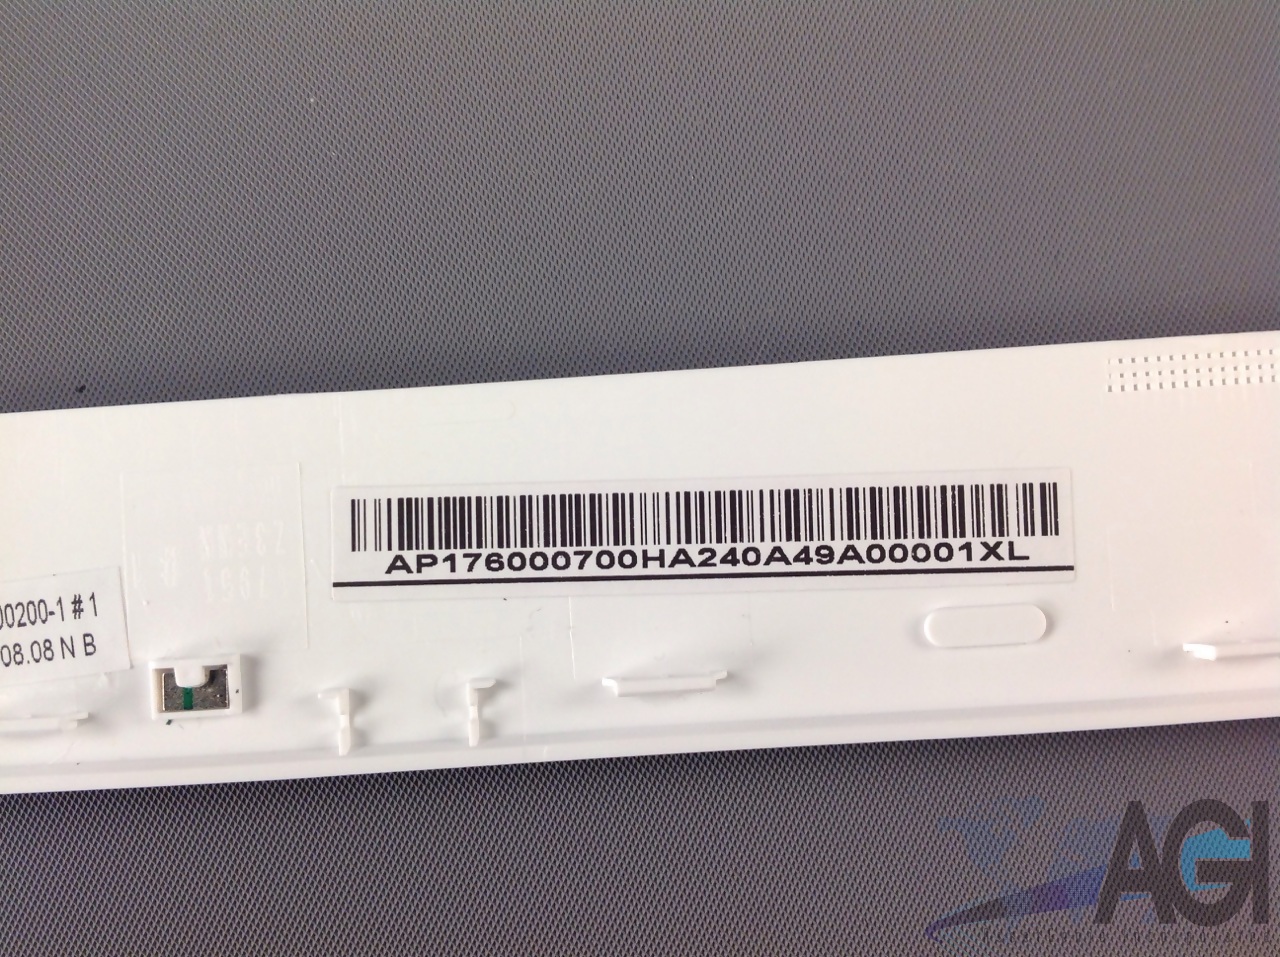 AP176000700HA240A49A00001XL
00200-1 # 1
08.08 N B
AGI